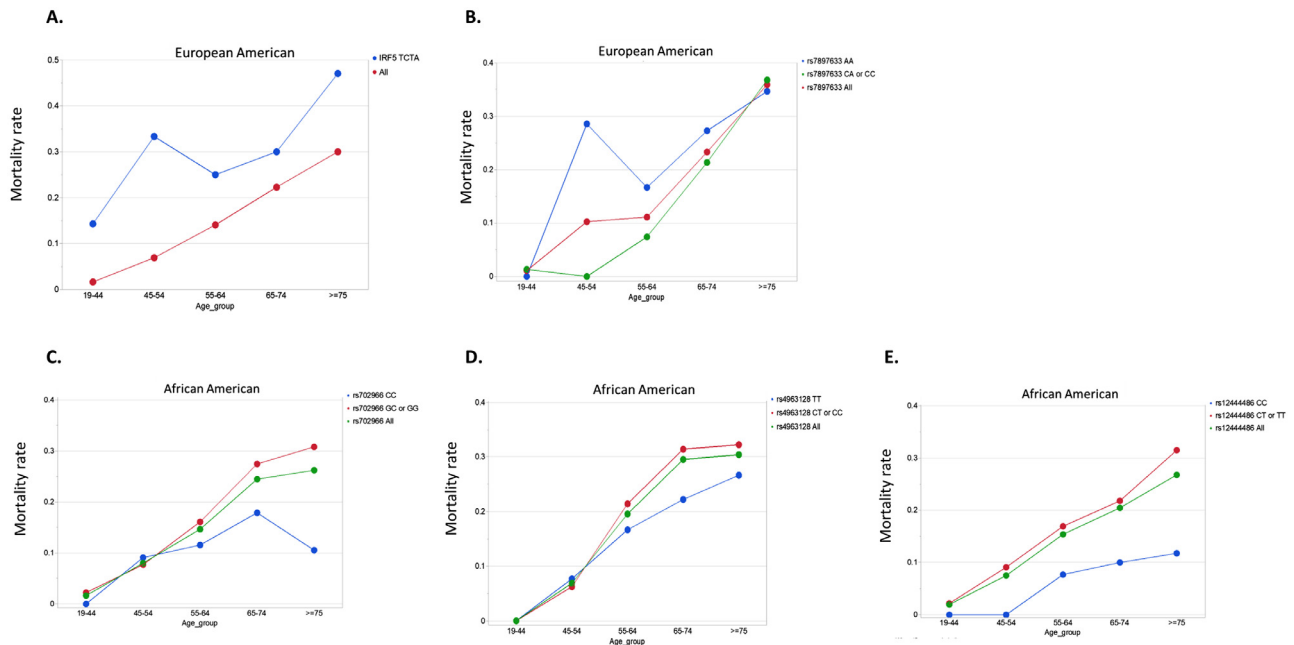 A.
European American
IRF5 TCTA
All
Mortality rate
0.5
0.4
0.3
0.2
0.1
0
19-44 45-54 55-64 65-74 >=75
Age_group
B.
European American
rs7897633 AA
rs7897633 CA or CC
rs7897633 All
Mortality rate
0.4
0.3
0.2
0.1
0
19-44 45-54 55-64 65-74 >=75
Age_group
C.
African American
rs702966 CC
rs702966 GC or GG
rs702966 All
Mortality rate
0.4
0.3
0.2
0.1
0
19-44 45-54 55-64 65-74 >=75
Age_group
D.
African American
rs4963128 TT
rs4963128 CT or CC
rs4963128 All
Mortality rate
0.4
0.3
0.2
0.1
0
19-44 45-54 55-64 65-74 >=75
Age_group
E.
African American
rs12444486 CC
rs12444486 CT or TT
rs12444486 All
Mortality rate
0.4
0.3
0.2
0.1
0
19-44 45-54 55-64 65-74 >=75
Age_group